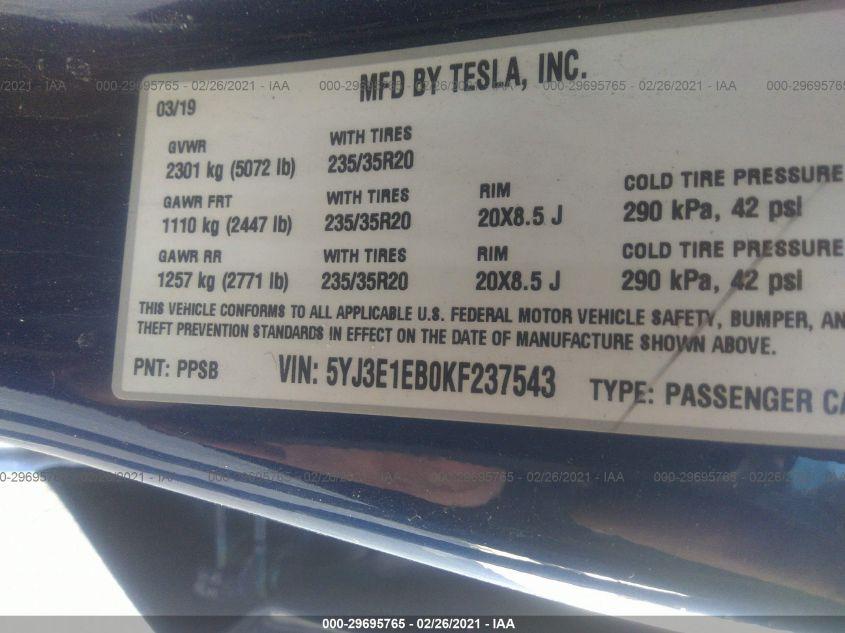 MFD BY TESLA, INC.
03/19
GVWR
2301 kg (5072 lb)
WITH TIRES
235/35R20
GAWR FRT
1110 kg (2447 lb)
WITH TIRES
235/35R20
RIM
20X8.5 J
COLD TIRE PRESSURE
290 kPa, 42 psi
GAWR RR
1257 kg (2771 lb)
WITH TIRES
235/35R20
RIM
20X8.5 J
COLD TIRE PRESSURE
290 kPa, 42 psi
THIS VEHICLE CONFORMS TO ALL APPLICABLE U.S. FEDERAL MOTOR VEHICLE SAFETY, BUMPER, AN
THEFT PREVENTION STANDARDS IN EFFECT ON THE DATE OF MANUFACTURE SHOWN ABOVE.
PNT: PPSB VIN: 5YJ3E1EB0KF237543 TYPE: PASSENGER CA
000-29695765 - 02/26/2021 - IAA